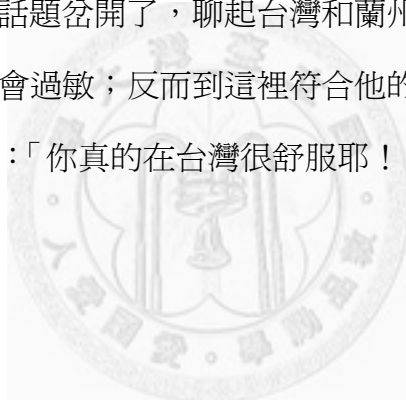 話題岔開了，聊起台灣和蘭州
會過敏；反而到這裡符合他的
：「你真的在台灣很舒服耶！